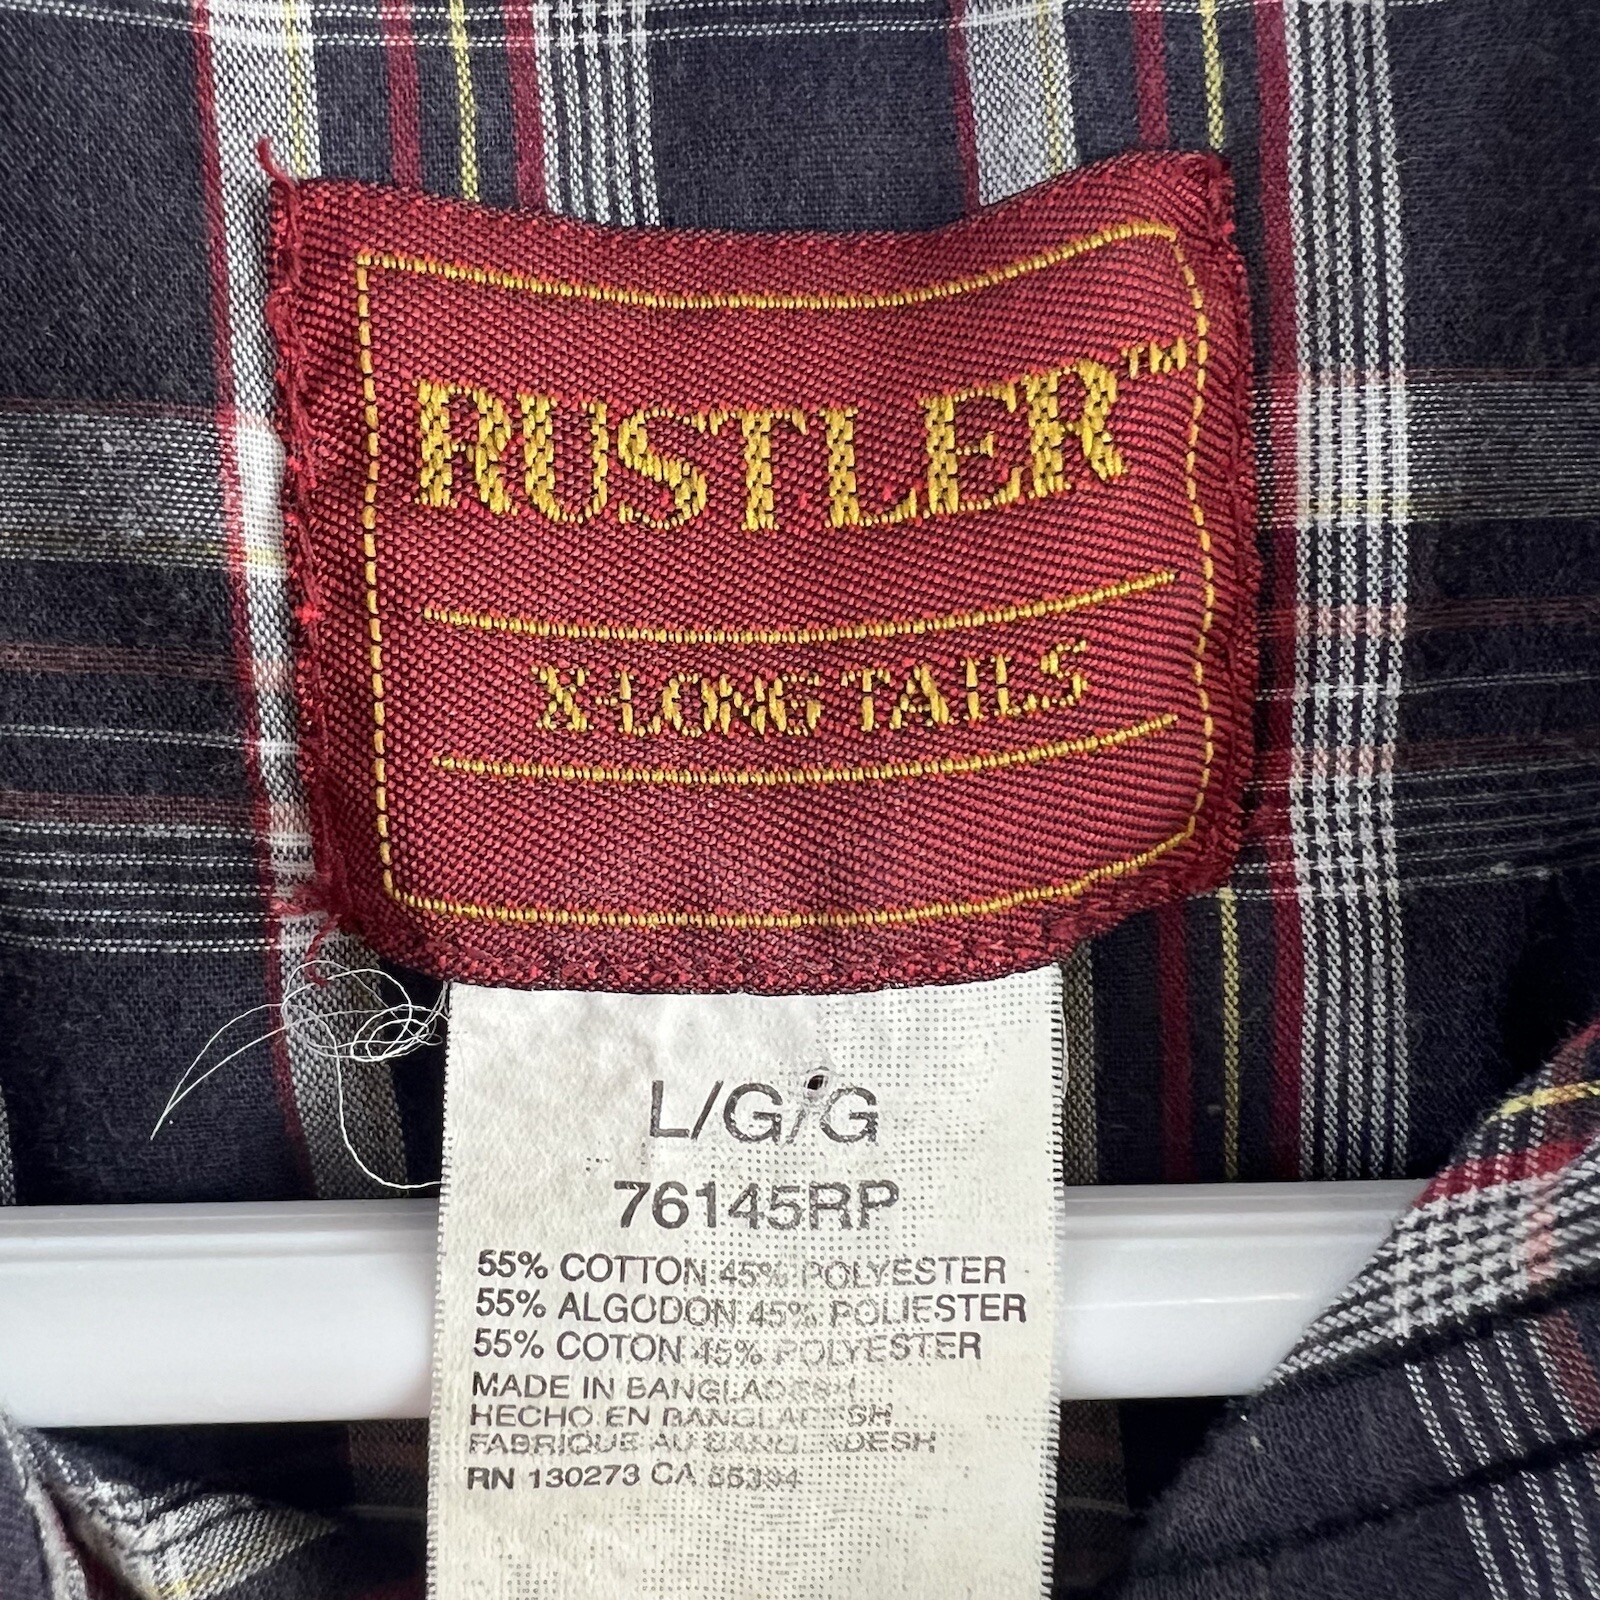 RUSTLER™
X-LONG TAILS
L/G/G
76145RP
55% COTTON 45% POLYESTER
55% ALGODON 45% POLIESTER
55% COTON 45% POLYESTER
MADE IN BANGLADESH
HECHO EN BANGLADESH
FABRIQUE AU BANGLADESH
RN 130273 CA 56394